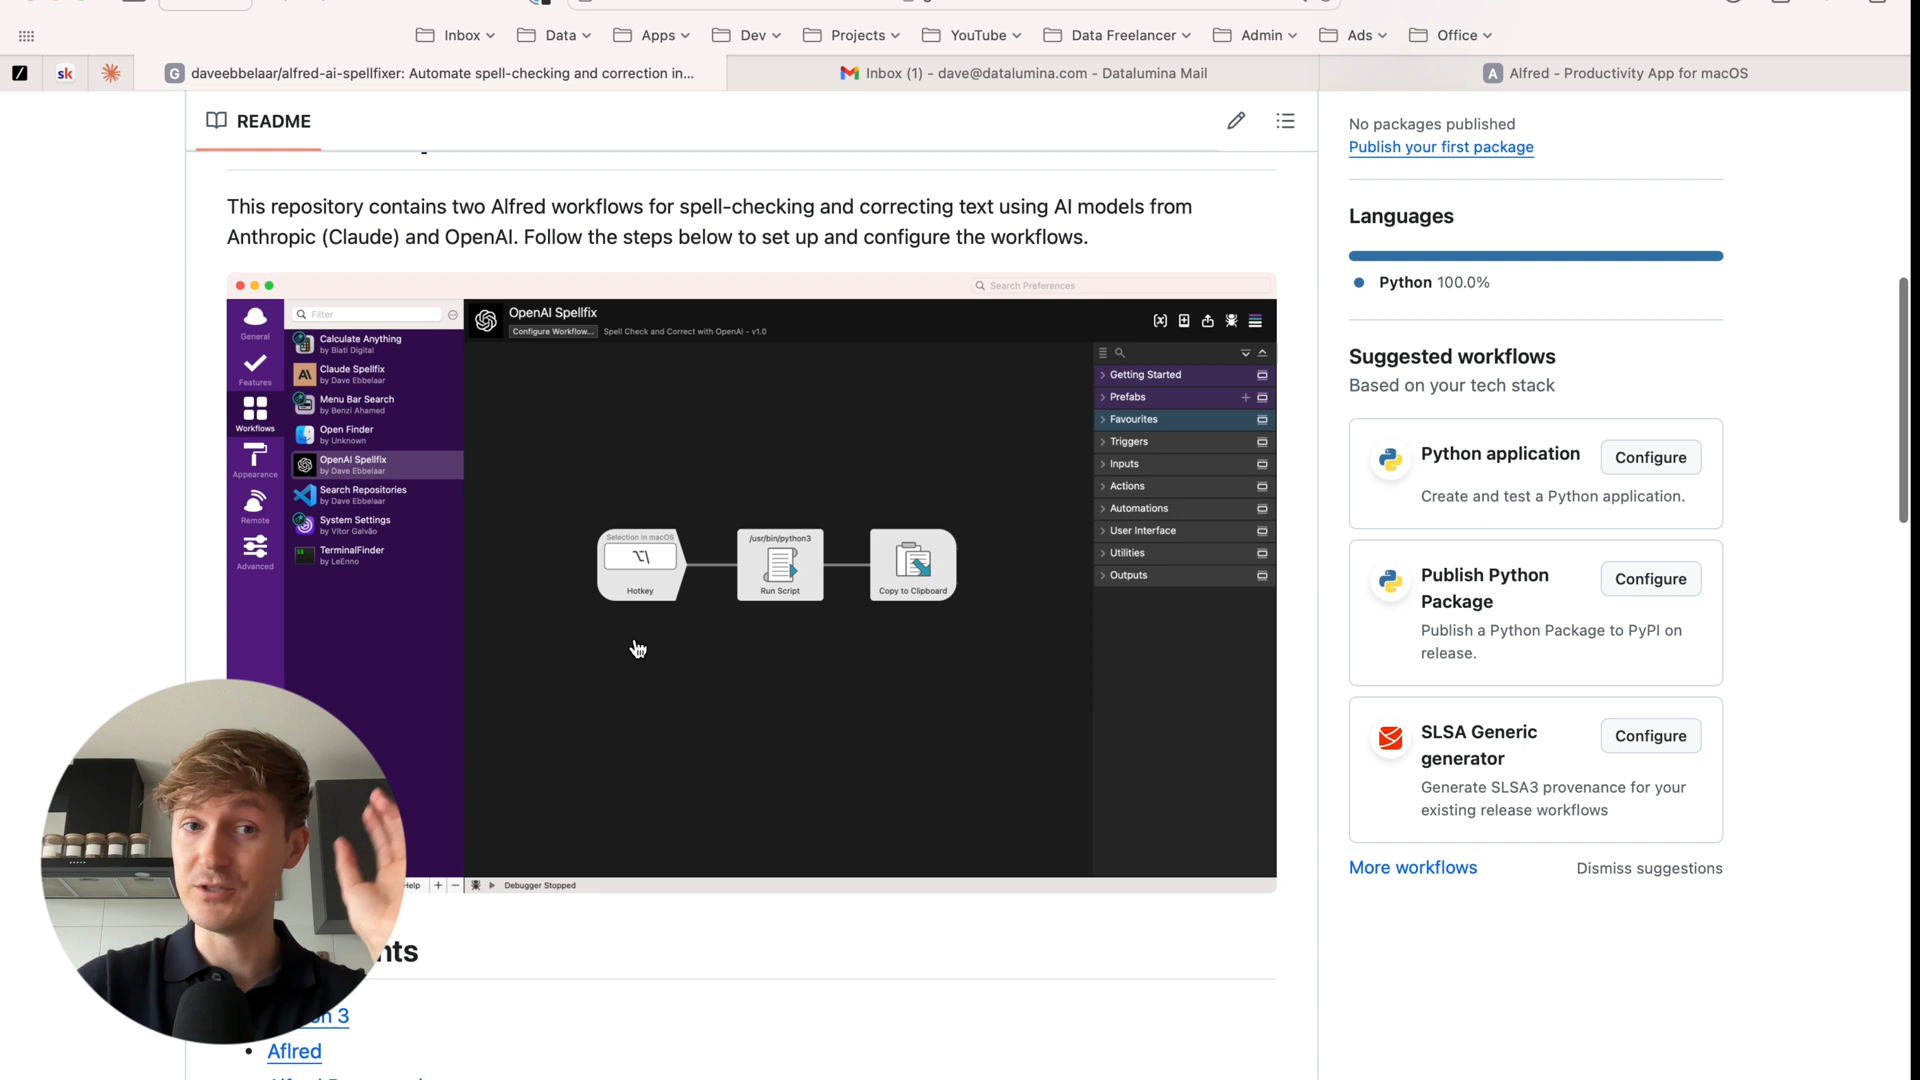 Inbox
Data
Apps
Dev
Projects
YouTube
Data Freelancer
Admin
Ads
Office
sk
daveebbelaar/alfred-ai-spellfixer: Automate spell-checking and correction in...
Inbox (1) - dave@datalumina.com - Datalumina Mail
Alfred - Productivity App for macOS
README
This repository contains two Alfred workflows for spell-checking and correcting text using AI models from
Anthropic (Claude) and OpenAI. Follow the steps below to set up and configure the workflows.
Search Preferences
General
Features
Workflows
Appearance
Remote
Advanced
Filter
Calculate Anything
by Biati Digital
Claude Spellfix
by Dave Ebbelaar
Menu Bar Search
by Benzi Ahamed
Open Finder
by Unknown
OpenAI Spellfix
by Dave Ebbelaar
Search Repositories
by Dave Ebbelaar
System Settings
by Vítor Galvão
TerminalFinder
by LeEnno
OpenAI Spellfix
Configure Workflow...
Spell Check and Correct with OpenAI - v1.0
Selection in macOS
⌥\
Hotkey
/usr/bin/python3
Run Script
Copy to Clipboard
Getting Started
Prefabs
Favourites
Triggers
Inputs
Actions
Automations
User Interface
Utilities
Outputs
Help
Debugger Stopped
nts
n 3
Aflred
No packages published
Publish your first package
Languages
Python 100.0%
Suggested workflows
Based on your tech stack
Python application
Configure
Create and test a Python application.
Publish Python
Package
Configure
Publish a Python Package to PyPI on
release.
SLSA Generic
generator
Configure
Generate SLSA3 provenance for your
existing release workflows
More workflows
Dismiss suggestions